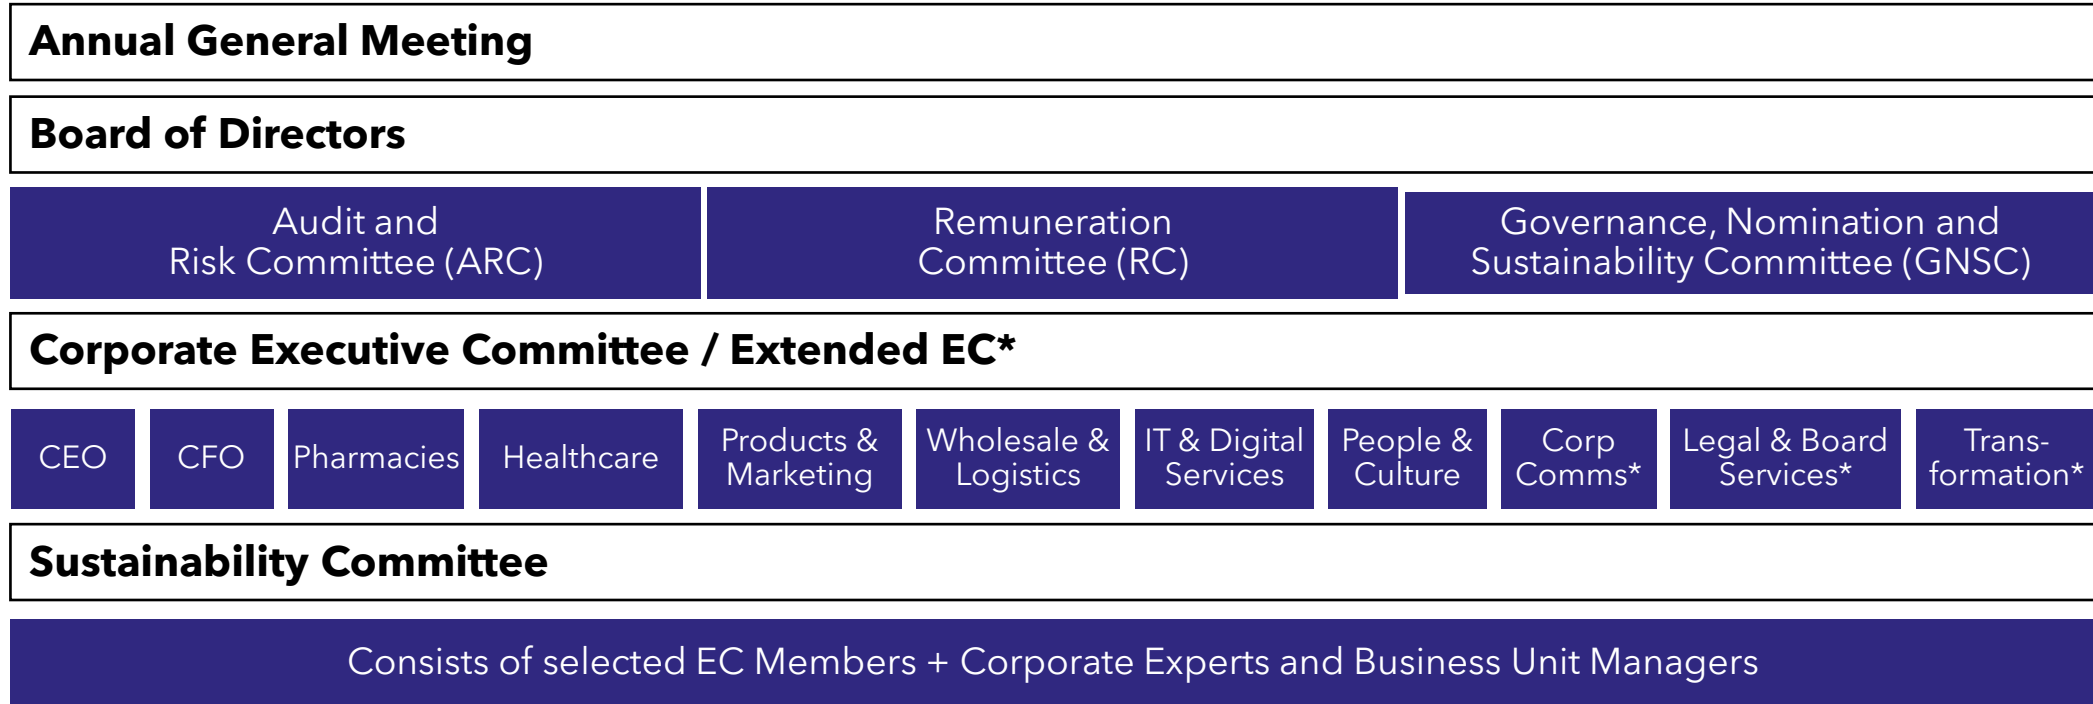 Annual General Meeting
Board of Directors
Audit and
Risk Committee (ARC)
Remuneration
Committee (RC)
Governance, Nomination and
Sustainability Committee (GNSC)
Corporate Executive Committee / Extended EC*
CEO
CFO
Pharmacies
Healthcare
Products &
Marketing
Wholesale &
Logistics
IT & Digital
Services
People &
Culture
Corp
Comms*
Legal & Board
Services*
Trans-
formation*
Sustainability Committee
Consists of selected EC Members + Corporate Experts and Business Unit Managers